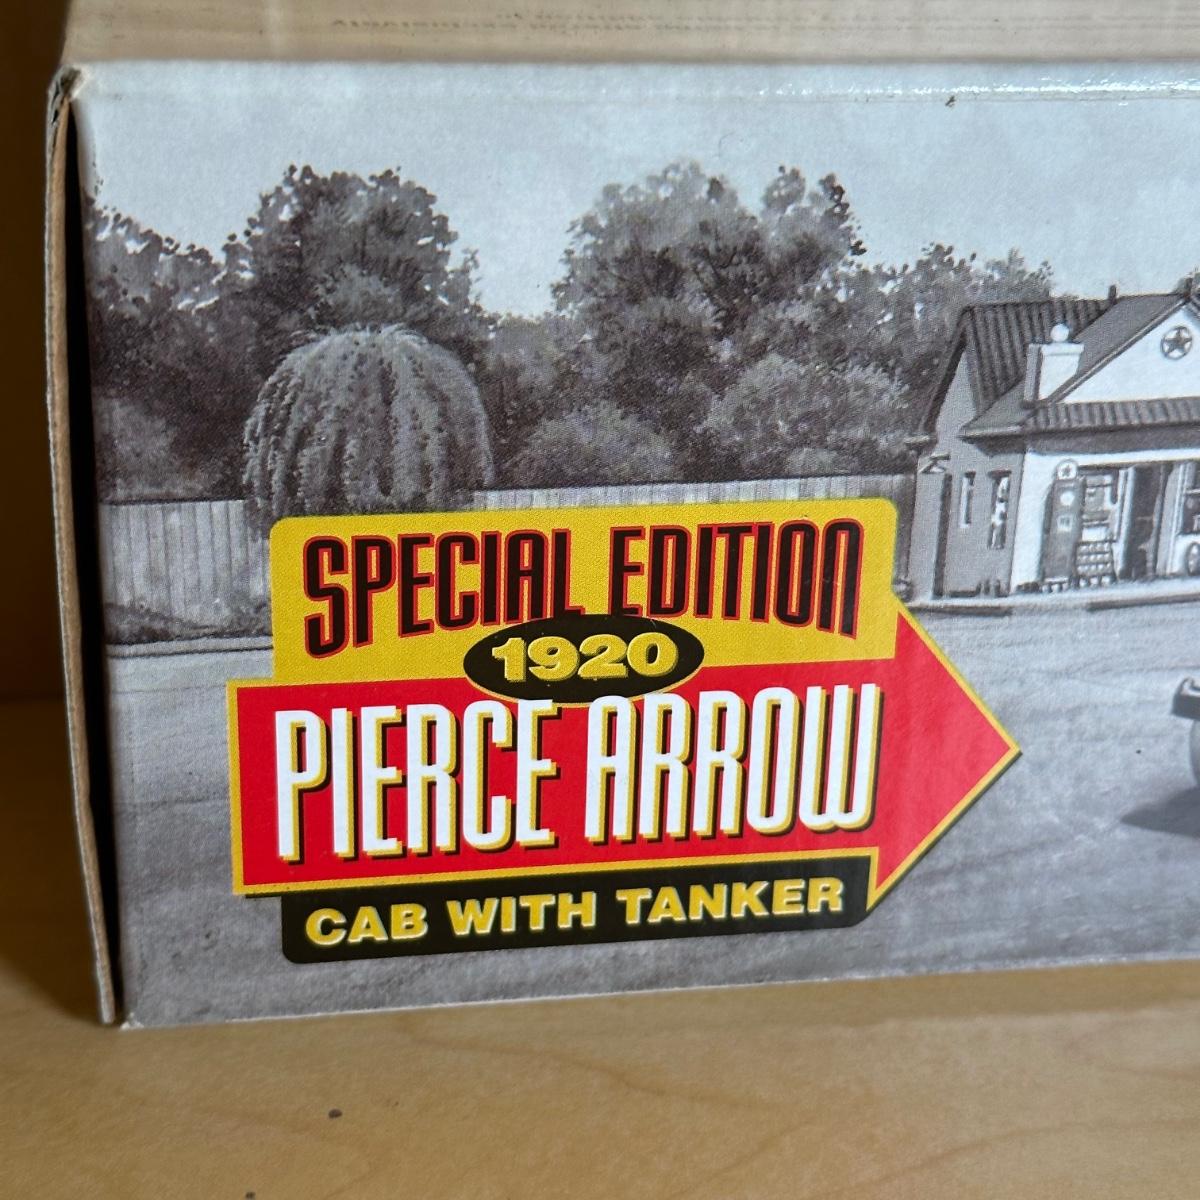 SPECIAL EDITION
1920
PIERCE ARROW
CAB WITH TANKER